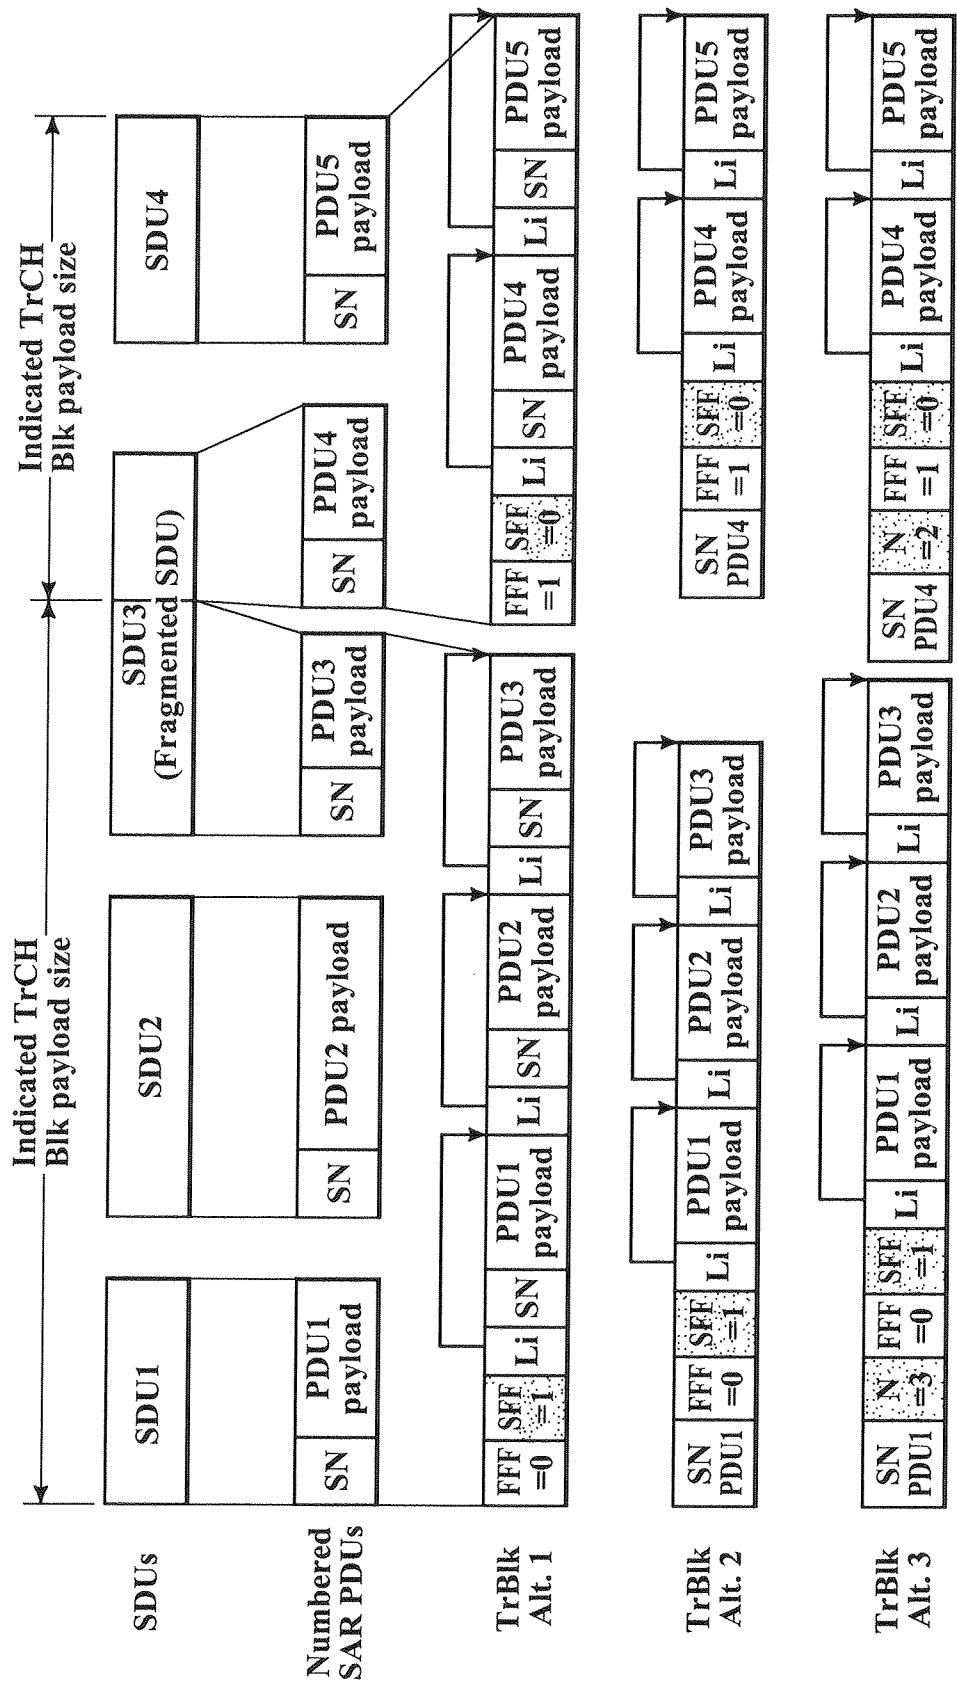 Indicated TrCH
Blk payload size
Indicated TrCH
Blk payload size
SDUs
SDU1
SDU2
SDU3
(Fragmented SDU)
SDU4
Numbered
SAR PDUs
SN
PDU1
payload
SN
PDU2 payload
SN
PDU3
payload
SN
PDU4
payload
SN
PDU5
payload
TrBlk
Alt. 1
FFF
=0
SFF
=1
Li
SN
PDU1
payload
Li
SN
PDU2
payload
Li
SN
PDU3
payload
FFF
=1
SFF
=0
Li
SN
PDU4
payload
Li
SN
PDU5
payload
TrBlk
Alt. 2
SN
PDU1
FFF
=0
SFF
=1
Li
PDU1
payload
Li
PDU2
payload
Li
PDU3
payload
SN
PDU4
FFF
=1
SFF
=0
Li
PDU4
payload
Li
PDU5
payload
TrBlk
Alt. 3
SN
PDU1
N
=3
FFF
=0
SFF
=1
Li
PDU1
payload
Li
PDU2
payload
Li
PDU3
payload
SN
PDU4
N
=2
FFF
=1
SFF
=0
Li
PDU4
payload
Li
PDU5
payload